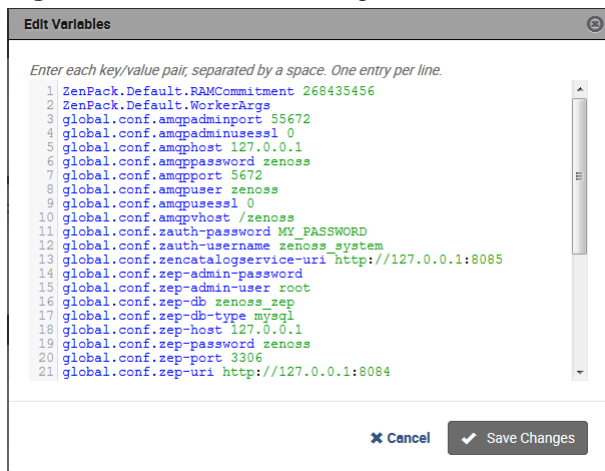 Edit Variables
Enter each key/value pair, separated by a space. One entry per line.
1 ZenPack.Default.RAMCommitment 268435456
2 ZenPack.Default.WorkerArgs
3 global.conf.amqpadminport 55672
4 global.conf.amqpadminusessl 0
5 global.conf.amqphost 127.0.0.1
6 global.conf.amqppassword zenoss
7 global.conf.amqpport 5672
8 global.conf.amqpuser zenoss
9 global.conf.amqpusessl 0
10 global.conf.amqpvhost /zenoss
11 global.conf.zauth-password MY_PASSWORD
12 global.conf.zauth-username zenoss_system
13 global.conf.zencatalogservice-uri http://127.0.0.1:8085
14 global.conf.zep-admin-password
15 global.conf.zep-admin-user root
16 global.conf.zep-db zenoss_zep
17 global.conf.zep-db-type mysql
18 global.conf.zep-host 127.0.0.1
19 global.conf.zep-password zenoss
20 global.conf.zep-port 3306
21 global.conf.zep-uri http://127.0.0.1:8084
Cancel Save Changes